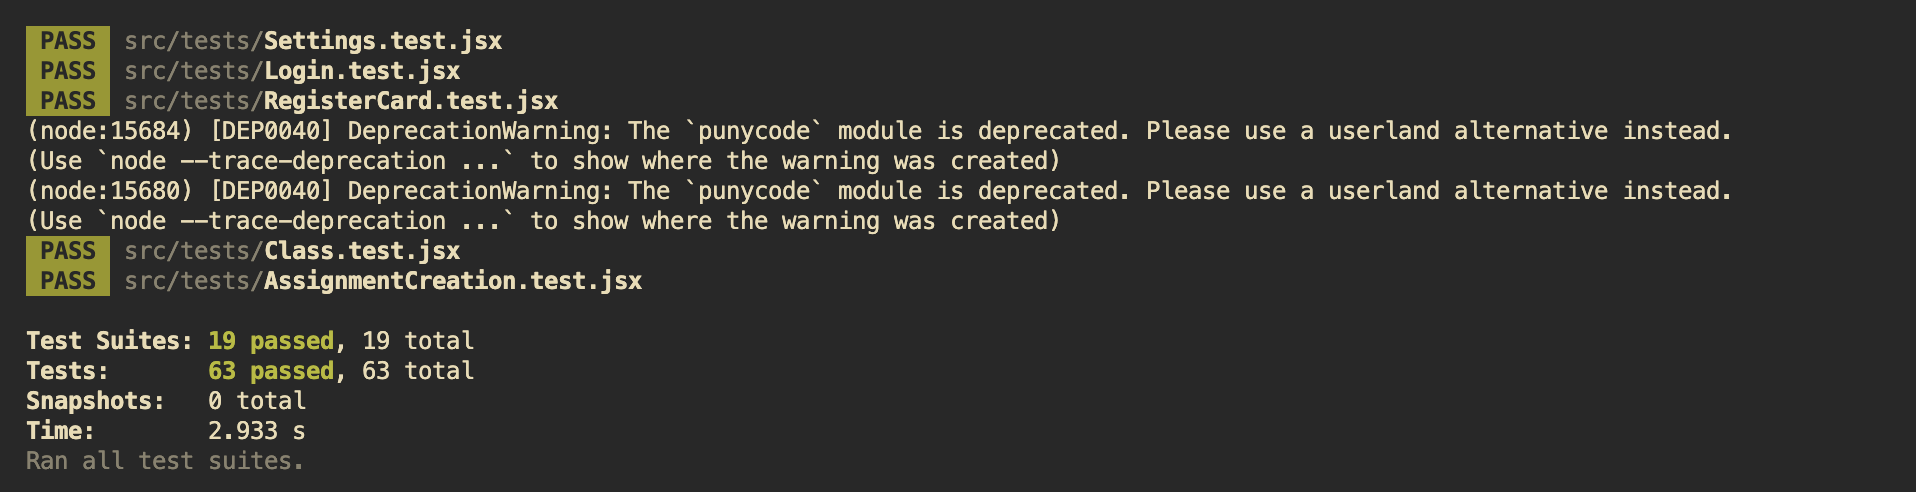 PASS src/tests/Settings.test.jsx
PASS src/tests/Login.test.jsx
PASS src/tests/RegisterCard.test.jsx
(node:15684) [DEP0040] DeprecationWarning: The `punycode` module is deprecated. Please use a userland alternative instead.
(Use `node --trace-deprecation ...` to show where the warning was created)
(node:15680) [DEP0040] DeprecationWarning: The `punycode` module is deprecated. Please use a userland alternative instead.
(Use `node --trace-deprecation ...` to show where the warning was created)
PASS src/tests/Class.test.jsx
PASS src/tests/AssignmentCreation.test.jsx
Test Suites: 19 passed, 19 total
Tests: 63 passed, 63 total
Snapshots: 0 total
Time: 2.933 s
Ran all test suites.